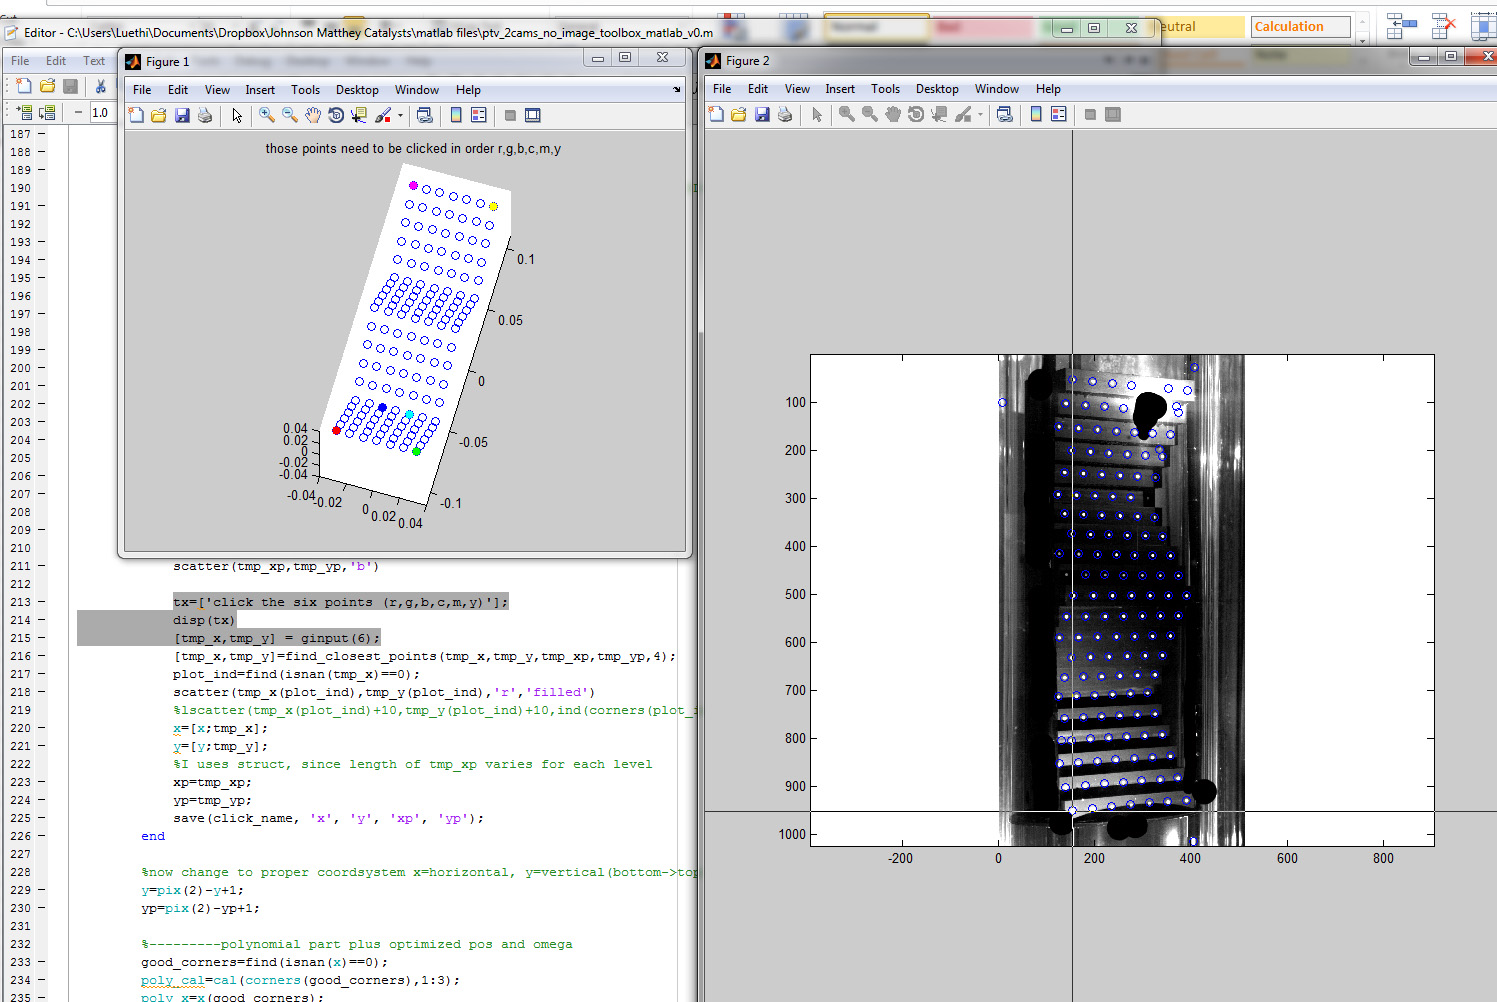 Normal
Neutral
Calculation
Editor - C:\Users\Luethi\Documents\Dropbox\Johnson Matthey Catalysts\matlab files\ptv_2cams_no_image_toolbox_matlab_v0.m
File Edit Text
1.0
Figure 1
File Edit View Insert Tools Desktop Window Help
those points need to be clicked in order r,g,b,c,m,y
0.1
0.05
0
-0.05
-0.1
0.04
0.02
0
-0.02
-0.04
-0.04
-0.02
0
0.02
0.04
Figure 2
File Edit View Insert Tools Desktop Window Help
100
200
300
400
500
600
700
800
900
1000
-200 0 200 400 600 800
187
188
189
190
191
192
193
194
195
196
197
198
199
200
201
202
203
204
205
206
207
208
209
210
211 scatter(tmp_xp,tmp_yp,'b')
212
213 tx=['click the six points (r,g,b,c,m,y)'];
214 disp(tx)
215 [tmp_x,tmp_y] = ginput(6);
216 [tmp_x,tmp_y]=find_closest_points(tmp_x,tmp_y,tmp_xp,tmp_yp,4);
217 plot_ind=find(isnan(tmp_x)==0);
218 scatter(tmp_x(plot_ind),tmp_y(plot_ind),'r','filled')
219 %lscatter(tmp_x(plot_ind)+10,tmp_y(plot_ind)+10,ind(corners(plot_i
220 x=[x;tmp_x];
221 y=[y;tmp_y];
222 %I uses struct, since length of tmp_xp varies for each level
223 xp=tmp_xp;
224 yp=tmp_yp;
225 save(click_name, 'x', 'y', 'xp', 'yp');
226 end
227
228 %now change to proper coordsystem x=horizontal, y=vertical(bottom->top
229 y=pix(2)-y+1;
230 yp=pix(2)-yp+1;
231
232 %---------polynomial part plus optimized pos and omega
233 good_corners=find(isnan(x)==0);
234 poly_cal=cal(corners(good_corners),1:3);
235 poly_x=x(good_corners);